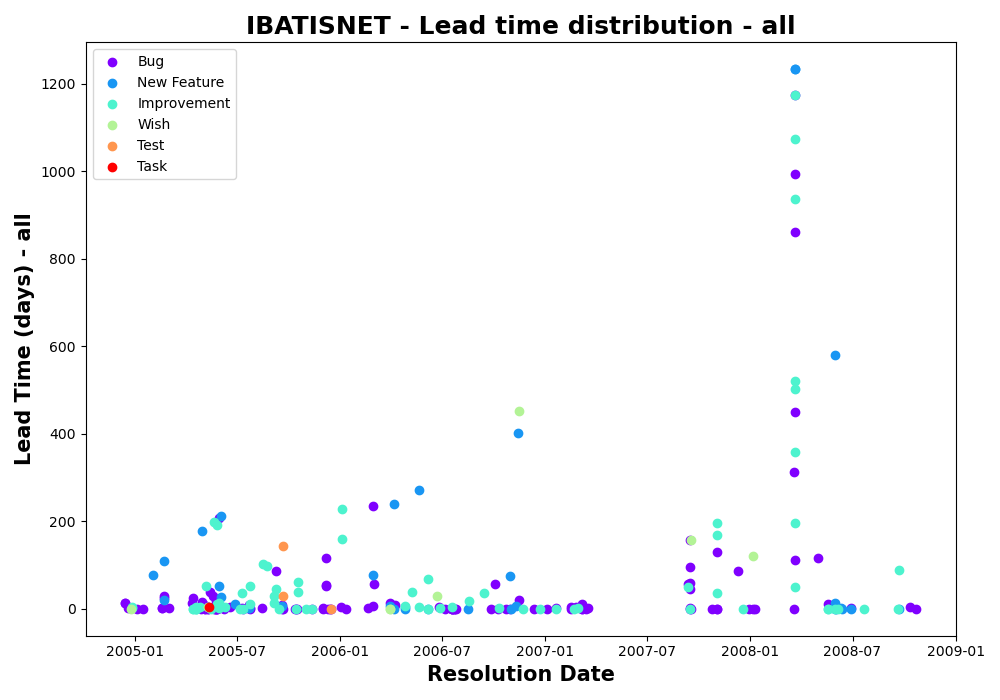 IBATISNET - Lead time distribution - all
Bug
New Feature
Improvement
Wish
Test
Task
Lead Time (days) - all
1200
1000
800
600
400
200
0
2005-01 2005-07 2006-01 2006-07 2007-01 2007-07 2008-01 2008-07 2009-01
Resolution Date